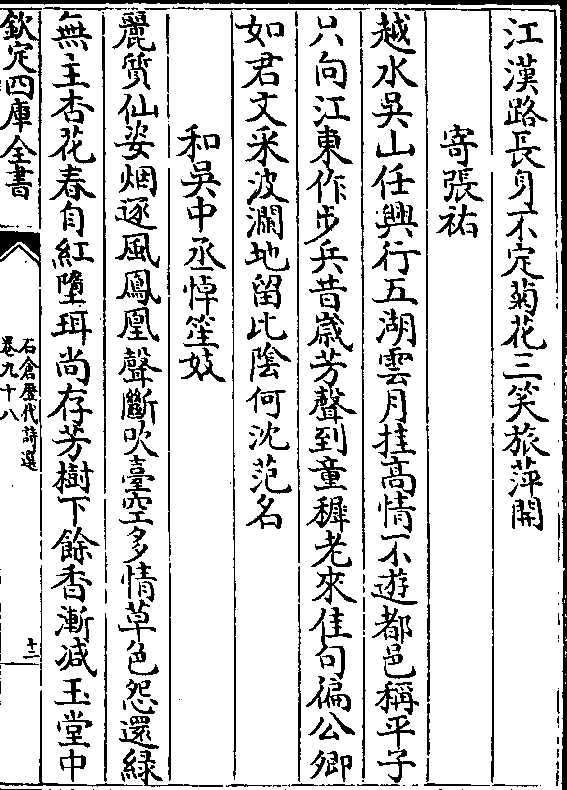 江漢路長身不定菊花三笑旅萍開
寄張祐
越水吳山任興行五湖雲月挂高情不遊都邑稱平子
只向江東作步兵昔嵗芳聲到童穉老來佳句徧公卿
如君文采波瀾地留比陰何沈范名
和吳中丞悼笙妓
麗質仙姿烟逐風鳳凰聲斷吹臺空多情草色怨還緑
無主杏花春自紅墮珥尚存芳樹下餘香漸減玉堂中
欽定四庫全書
石倉歷代詩選
卷九十八
十二